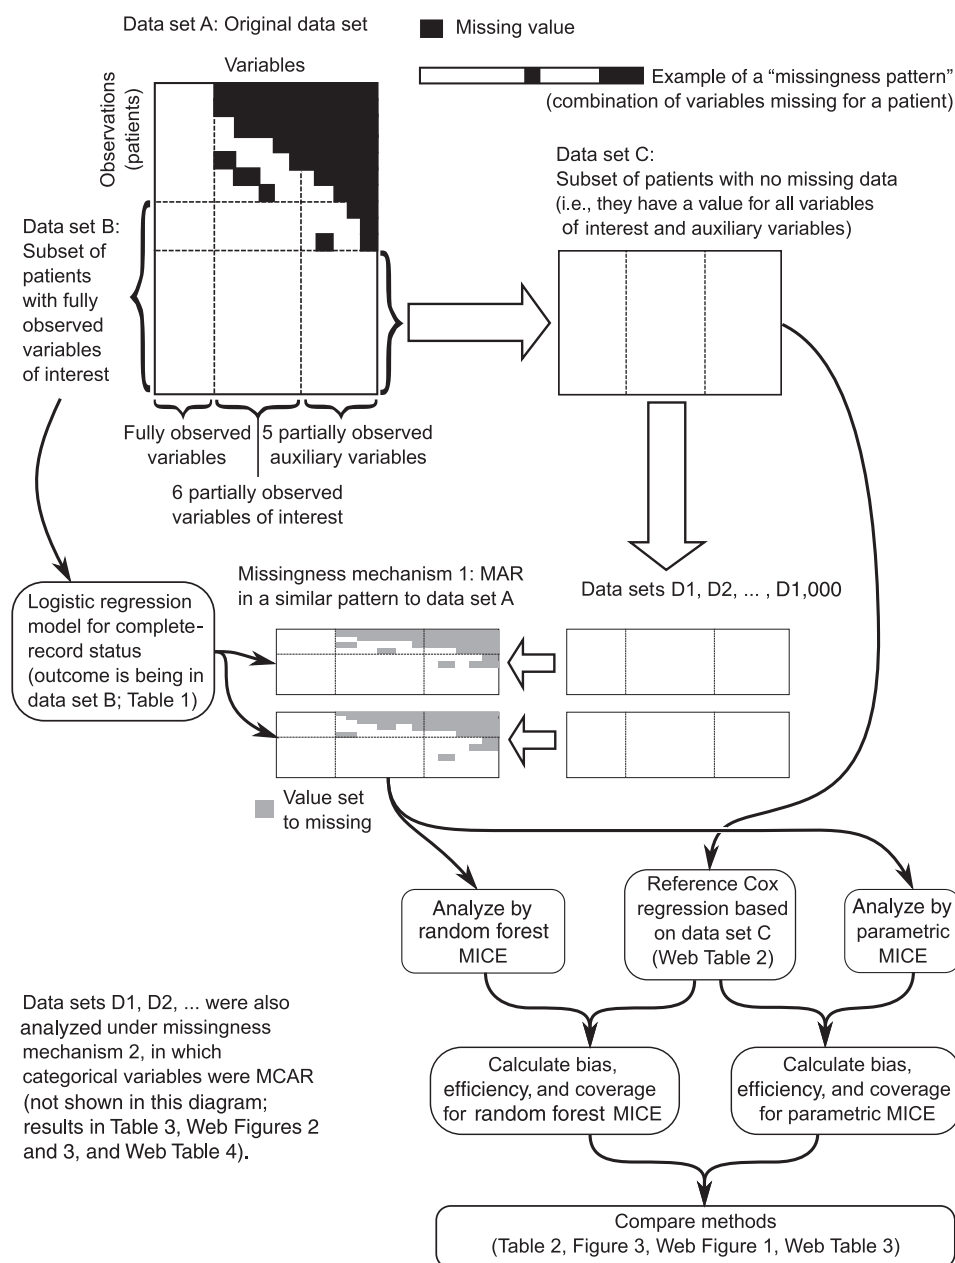 Data set A: Original data set
Missing value
Variables
Example of a “missingness pattern”
(combination of variables missing for a patient)
Observations
(patients)
Data set C:
Subset of patients with no missing data
(i.e., they have a value for all variables
of interest and auxiliary variables)
Data set B:
Subset of
patients
with fully
observed
variables
of interest
Fully observed
variables
5 partially observed
auxiliary variables
6 partially observed
variables of interest
Missingness mechanism 1: MAR
in a similar pattern to data set A
Data sets D1, D2, ... , D1,000
Logistic regression
model for complete-
record status
(outcome is being in
data set B; Table 1)
Value set
to missing
Analyze by
random forest
MICE
Reference Cox
regression based
on data set C
(Web Table 2)
Analyze by
parametric
MICE
Data sets D1, D2, ... were also
analyzed under missingness
mechanism 2, in which
categorical variables were MCAR
(not shown in this diagram;
results in Table 3, Web Figures 2
and 3, and Web Table 4).
Calculate bias,
efficiency, and coverage
for random forest MICE
Calculate bias,
efficiency, and coverage
for parametric MICE
Compare methods
(Table 2, Figure 3, Web Figure 1, Web Table 3)